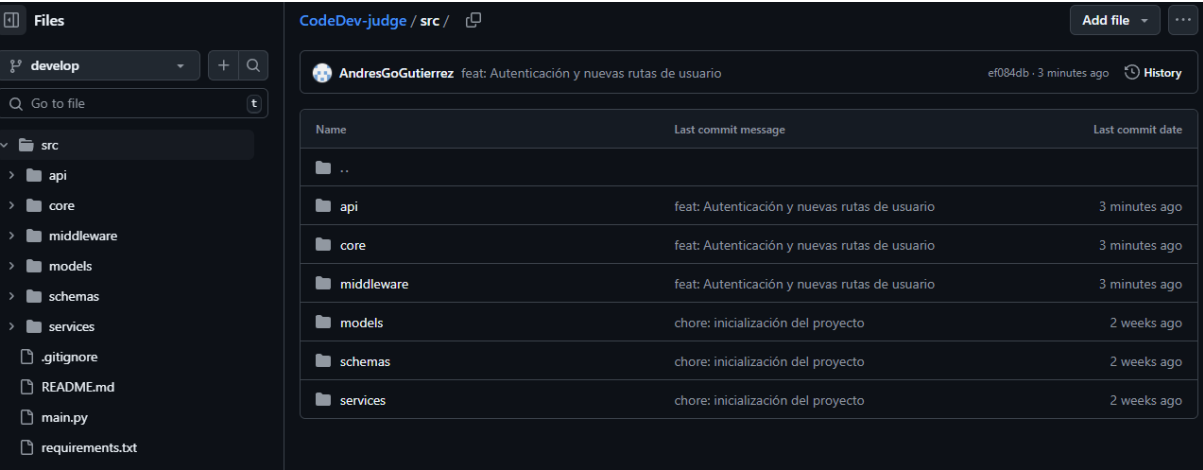 Files
develop
Go to file
t
src
api
core
middleware
models
schemas
services
.gitignore
README.md
main.py
requirements.txt
CodeDev-judge / src /
Add file
AndresGoGutierrez feat: Autenticación y nuevas rutas de usuario
ef084db · 3 minutes ago
History
Name Last commit message Last commit date
..
api feat: Autenticación y nuevas rutas de usuario 3 minutes ago
core feat: Autenticación y nuevas rutas de usuario 3 minutes ago
middleware feat: Autenticación y nuevas rutas de usuario 3 minutes ago
models chore: inicialización del proyecto 2 weeks ago
schemas chore: inicialización del proyecto 2 weeks ago
services chore: inicialización del proyecto 2 weeks ago